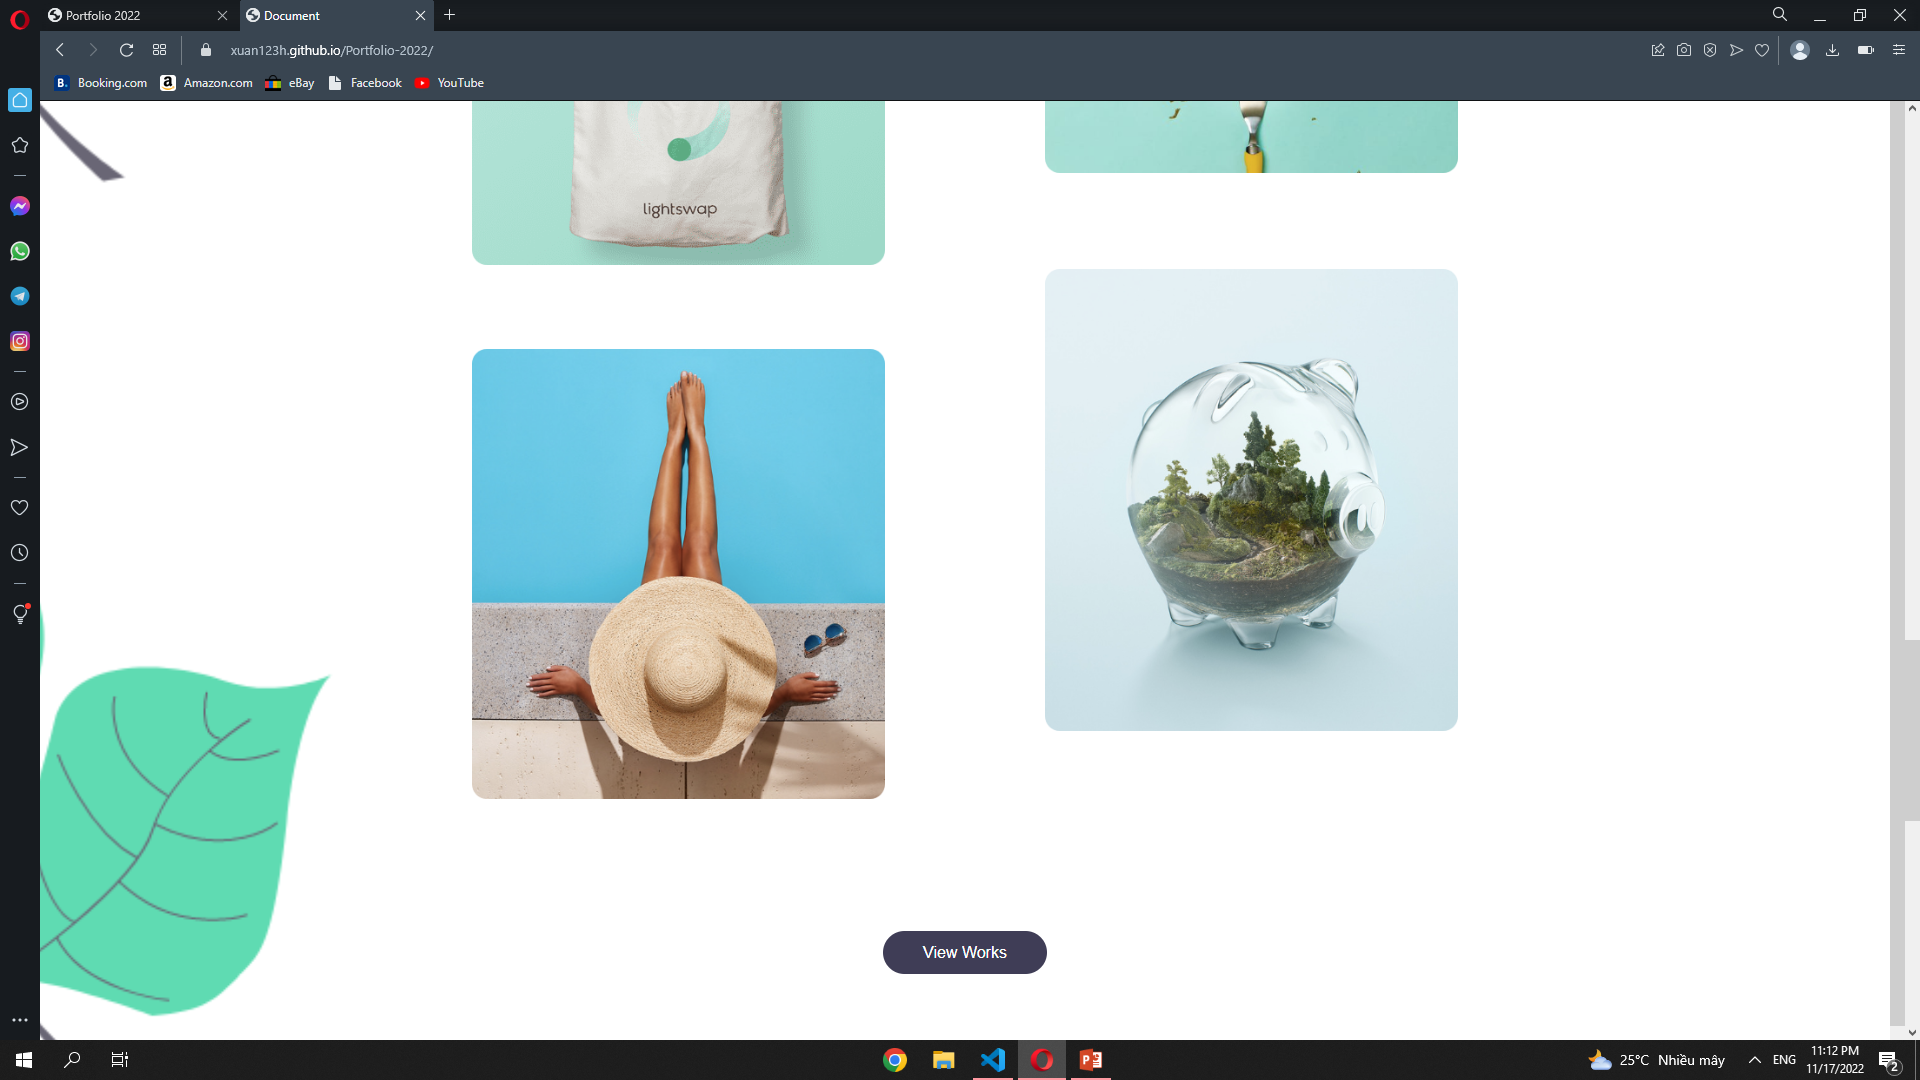 Portfolio 2022
Document
xuan123h.github.io/Portfolio-2022/
B. Booking.com
a Amazon.com
eBay
Facebook
YouTube
lightswap
View Works
25°C Nhiều mây
ENG
11:12 PM
11/17/2022
2